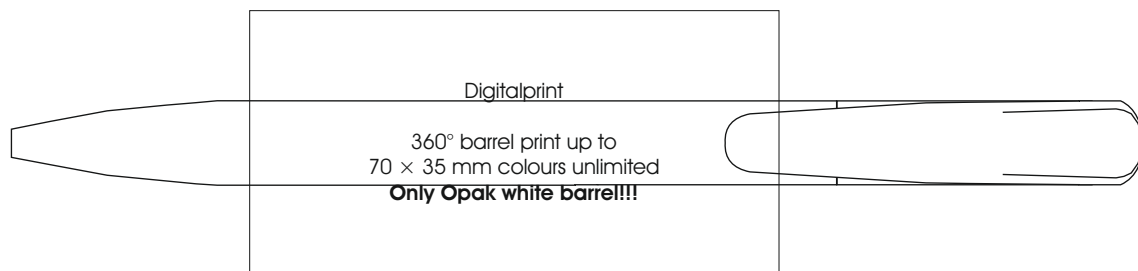 Digitalprint
360° barrel print up to
70 × 35 mm colours unlimited
Only Opak white barrel!!!